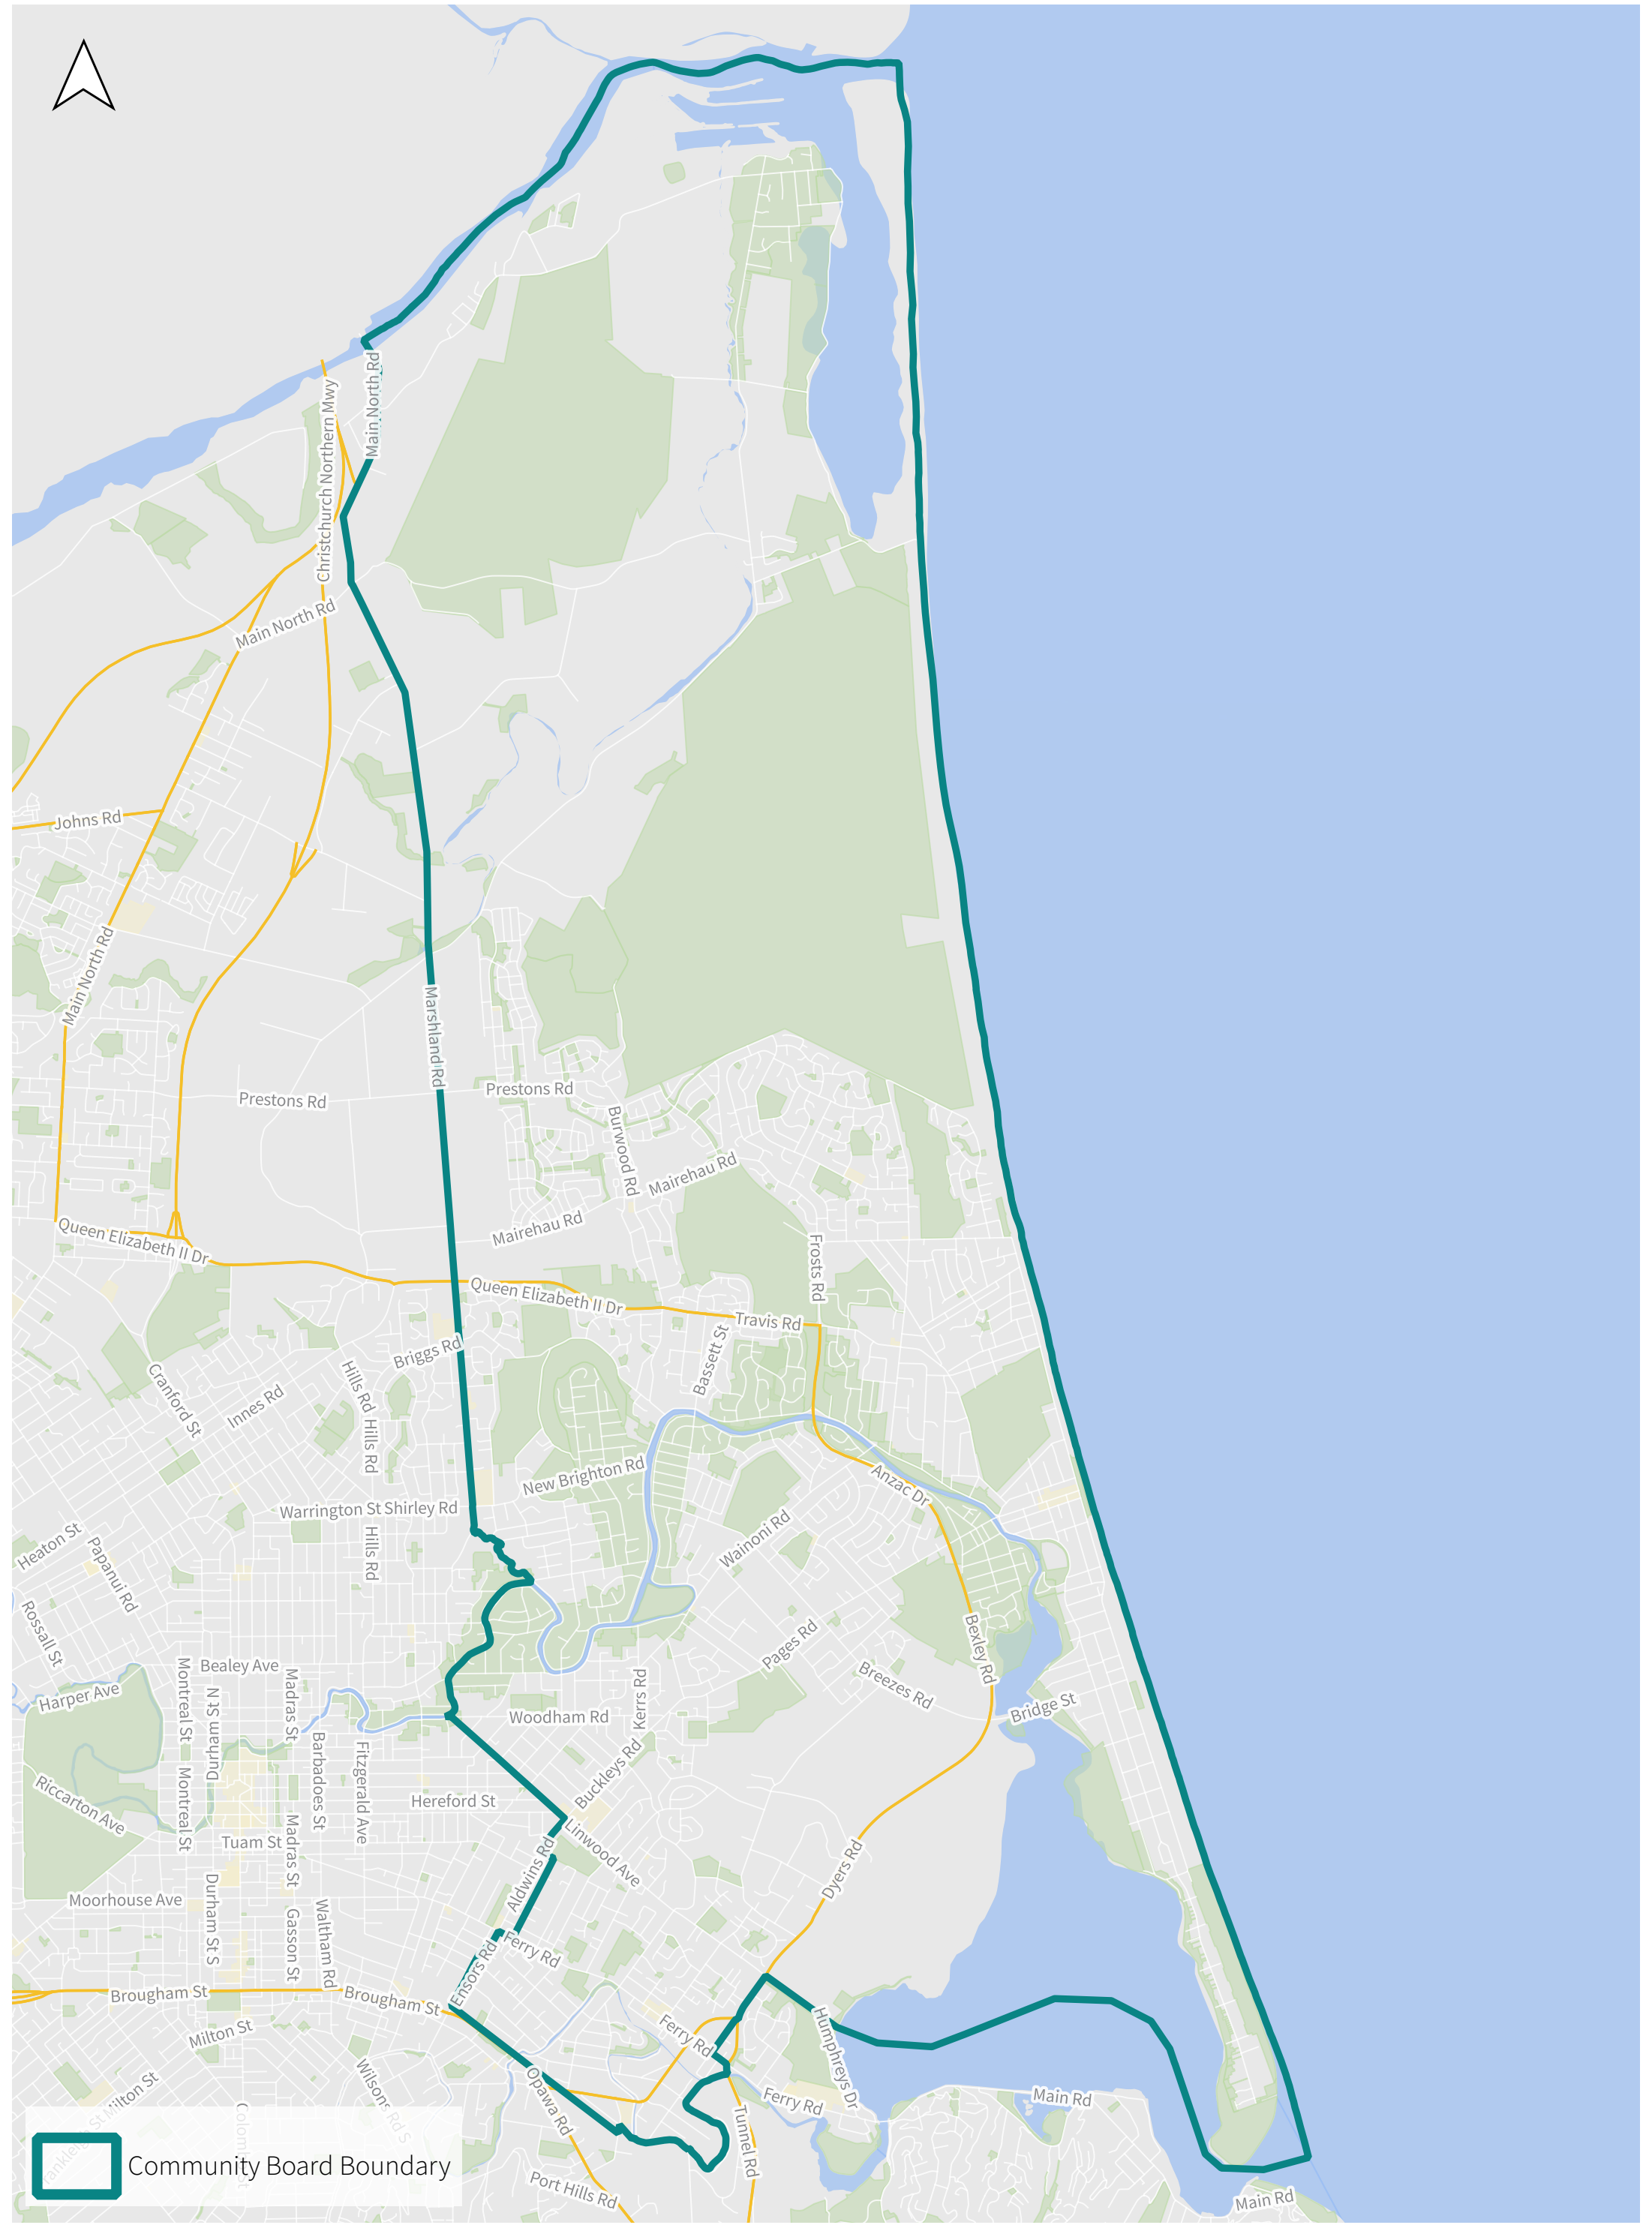 Main North Rd
Christchurch Northern Mwy
Main North Rd
Johns Rd
Main North Rd
Marshland Rd
Prestons Rd
Prestons Rd
Burwood Rd
Mairehau Rd
Mairehau Rd
Queen Elizabeth II Dr
Frosts Rd
Queen Elizabeth II Dr
Travis Rd
Briggs Rd
Bassett St
Cranford St
Hills Rd
Innes Rd
Hills Rd
New Brighton Rd
Anzac Dr
Warrington St
Shirley Rd
Heaton St
Papanui Rd
Hills Rd
Wainoni Rd
Rossall St
Pages Rd
Bexley Rd
Bealey Ave
Montreal St
Madras St
Harper Ave
Durham St N
Kerrs Rd
Breezes Rd
Bridge St
Woodham Rd
Barbadoes St
Fitzgerald Ave
Buckleys Rd
Riccarton Ave
Montreal St
Hereford St
Tuam St
Madras St
Linwood Ave
Aldwins Rd
Dyers Rd
Moorhouse Ave
Durham St S
Gasson St
Waltham Rd
Ferry Rd
Ensors Rd
Brougham St
Brougham St
Milton St
Ferry Rd
Humphreys Dr
Milton St
Wilsons Rd S
Opawa Rd
Ferry Rd
Main Rd
Tunnel Rd
Port Hills Rd
Main Rd
Community Board Boundary